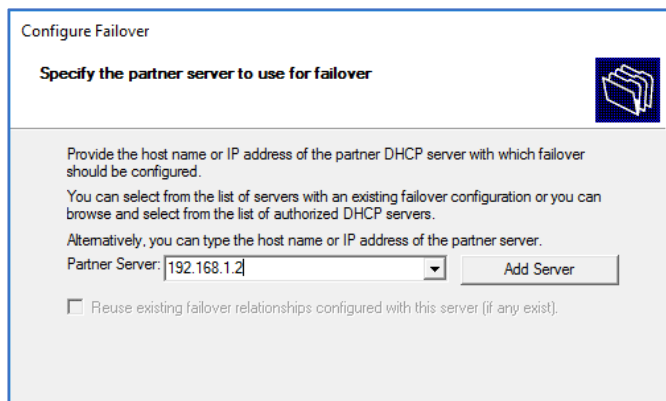 Configure Failover
Specify the partner server to use for failover
Provide the host name or IP address of the partner DHCP server with which failover
should be configured.
You can select from the list of servers with an existing failover configuration or you can
browse and select from the list of authorized DHCP servers.
Alternatively, you can type the host name or IP address of the partner server.
Partner Server: 192.168.1.2 Add Server
Reuse existing failover relationships configured with this server (if any exist).